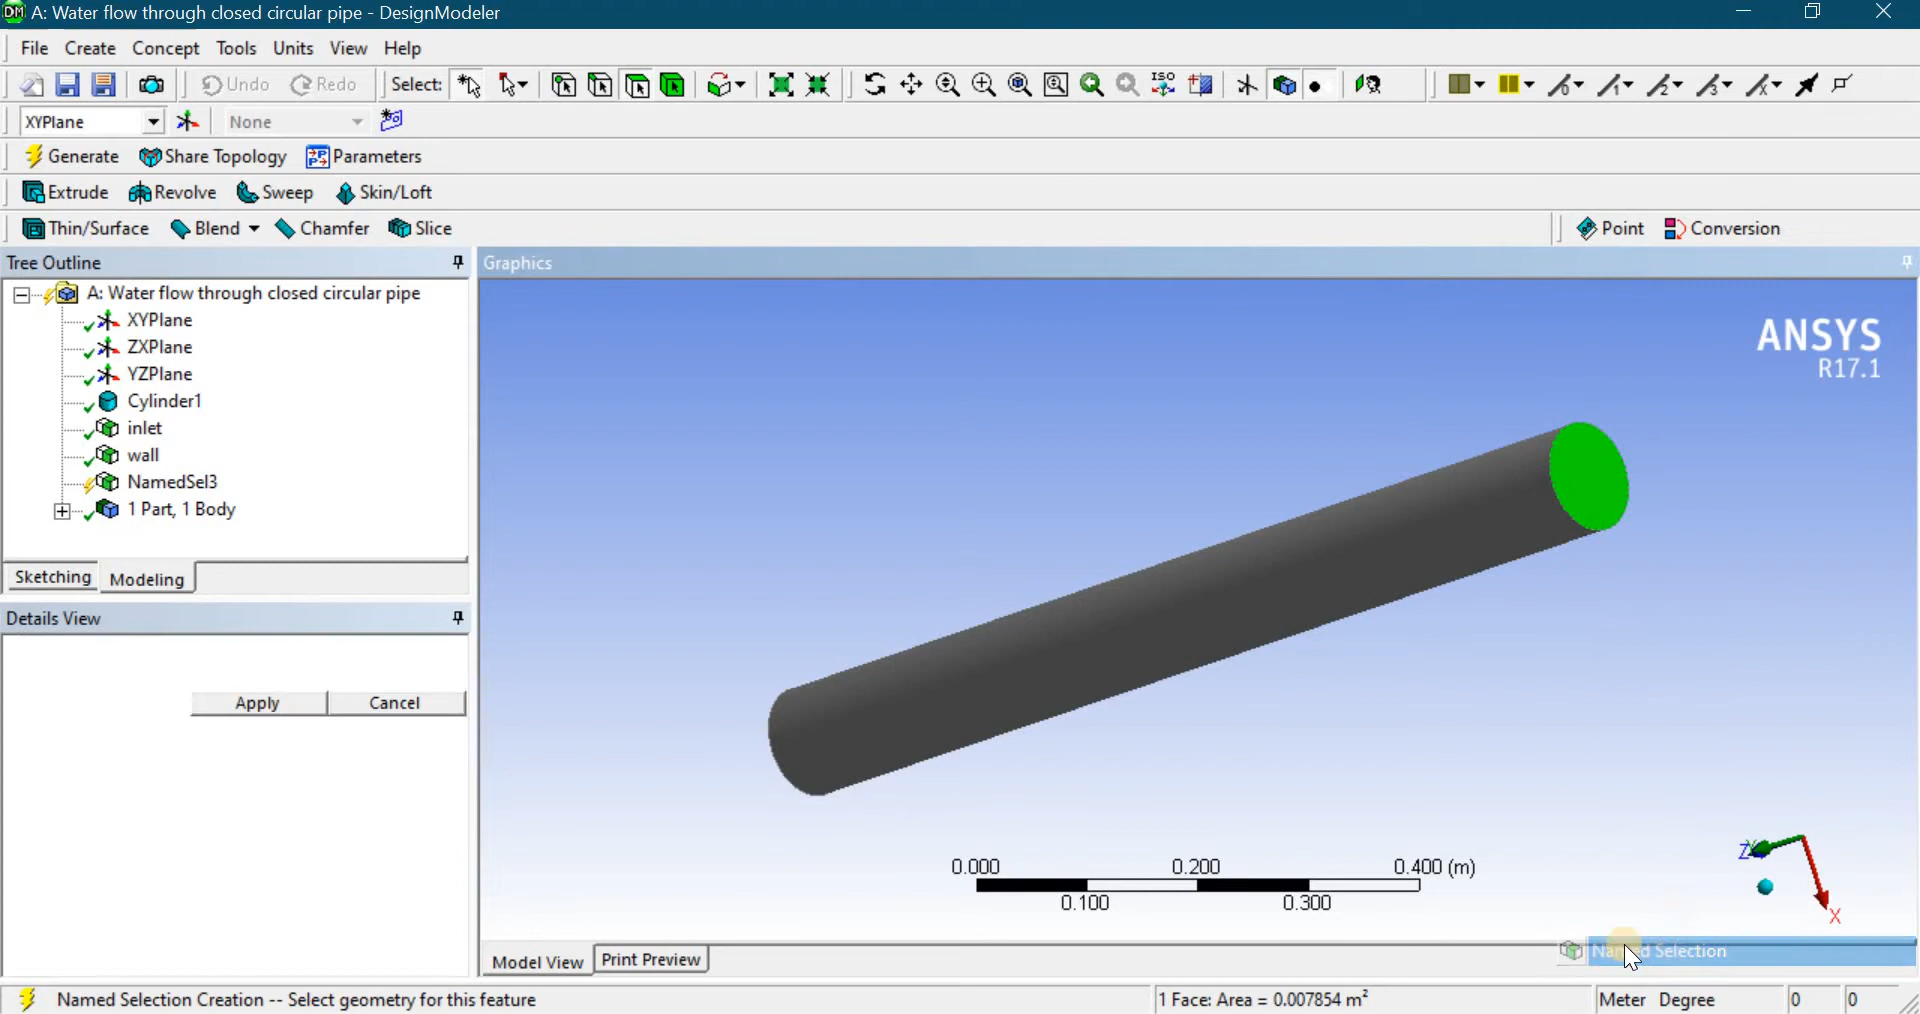 A: Water flow through closed circular pipe - DesignModeler
File Create Concept Tools Units View Help
Undo Redo Select: ISO
XYPlane None
Generate Share Topology Parameters
Extrude Revolve Sweep Skin/Loft
Thin/Surface Blend Chamfer Slice Point Conversion
Tree Outline
A: Water flow through closed circular pipe
XYPlane
ZXPlane
YZPlane
Cylinder1
inlet
wall
NamedSel3
1 Part, 1 Body
Sketching Modeling
Details View
Apply Cancel
Graphics
ANSYS
R17.1
0.000 0.200 0.400 (m)
0.100 0.300
Z
X
Named Selection
Model View Print Preview
Named Selection Creation -- Select geometry for this feature 1 Face: Area = 0.007854 m² Meter Degree 0 0